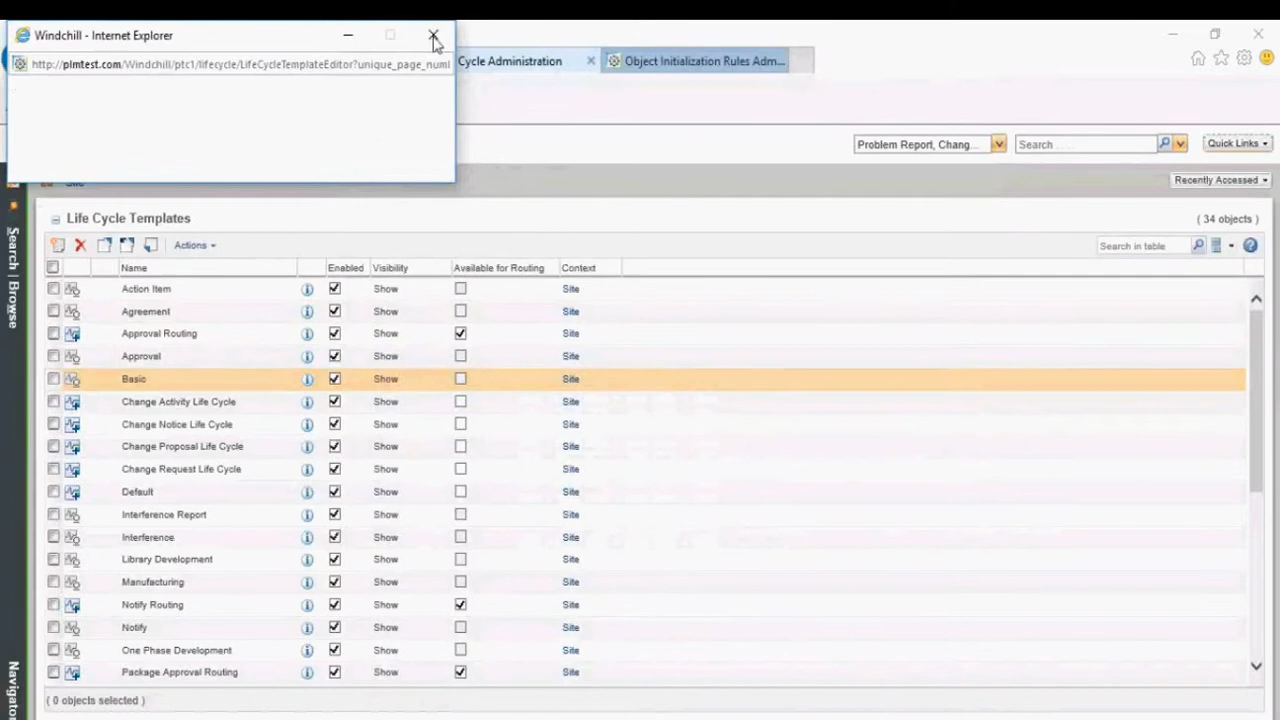 Windchill - Internet Explorer
http://plmtest.com/Windchill/ptc1/lifecycle/LifeCycleTemplateEditor?unique_page_numl
Cycle Administration
Object Initialization Rules Adm...
Problem Report, Chang...
Search . . .
Quick Links
Recently Accessed
Search | Browse
Navigator
Life Cycle Templates
( 34 objects )
Actions
Search in table
Name Enabled Visibility Available for Routing Context
Action Item Show Site
Agreement Show Site
Approval Routing Show Site
Approval Show Site
Basic Show Site
Change Activity Life Cycle Show Site
Change Notice Life Cycle Show Site
Change Proposal Life Cycle Show Site
Change Request Life Cycle Show Site
Default Show Site
Interference Report Show Site
Interference Show Site
Library Development Show Site
Manufacturing Show Site
Notify Routing Show Site
Notify Show Site
One Phase Development Show Site
Package Approval Routing Show Site
( 0 objects selected )